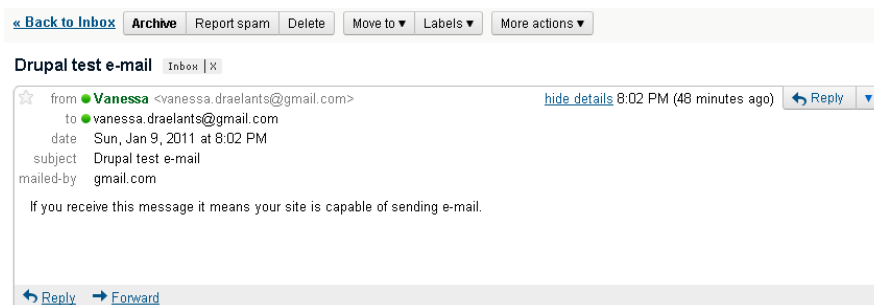 « Back to Inbox Archive Report spam Delete Move to ▼ Labels ▼ More actions ▼
Drupal test e-mail Inbox | X
from Vanessa <vanessa.draelants@gmail.com> hide details 8:02 PM (48 minutes ago) Reply ▼
to vanessa.draelants@gmail.com
date Sun, Jan 9, 2011 at 8:02 PM
subject Drupal test e-mail
mailed-by gmail.com
If you receive this message it means your site is capable of sending e-mail.
Reply Forward